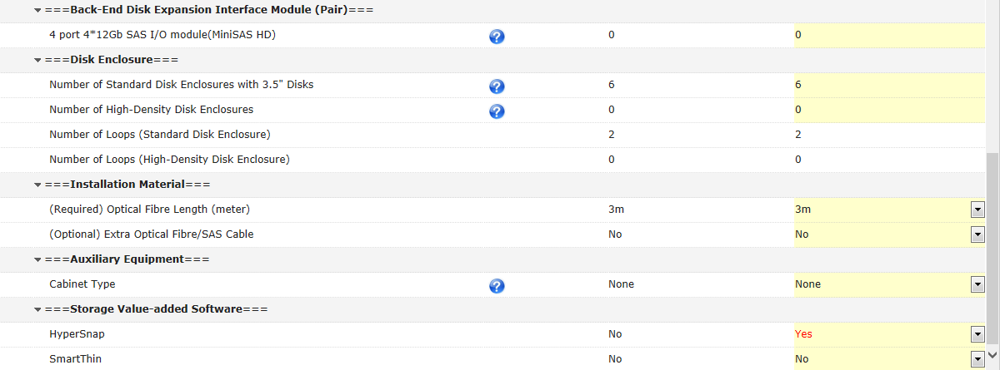 ===Back-End Disk Expansion Interface Module (Pair)===
4 port 4*12Gb SAS I/O module(MiniSAS HD) ? 0 0
===Disk Enclosure===
Number of Standard Disk Enclosures with 3.5" Disks ? 6 6
Number of High-Density Disk Enclosures ? 0 0
Number of Loops (Standard Disk Enclosure) 2 2
Number of Loops (High-Density Disk Enclosure) 0 0
===Installation Material===
(Required) Optical Fibre Length (meter) 3m 3m
(Optional) Extra Optical Fibre/SAS Cable No No
===Auxiliary Equipment===
Cabinet Type ? None None
===Storage Value-added Software===
HyperSnap No Yes
SmartThin No No